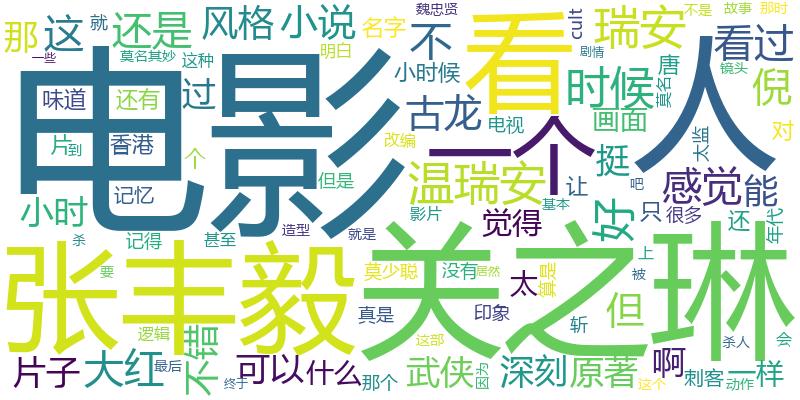 魏忠贤 就 不是 故事 那时
那 这 还是 风格 小说 名字 不 cult 瑞安 看过
一些 莫名其妙 这种 明白 剧情 镜头
电影 看 人
小时候 时候 唐 莫名 倪
味道 还有 过 古龙 画面
片 到 香港 电视 太监 对
个 改编 一个 挺
记忆 但是 温瑞安 让 吧 感觉 能
小时 影片 基本 好 只 很多
杀 记得 甚至 造型 就是 觉得 还 年代
张丰毅 关之琳
要 莫少聪 没有 居然 太 算是 上 被
真是 印象 但
逻辑 不错 斩 这部 杀人 会
片子 大红 最后 终于 可以 什么 那个 武侠 因为 深刻 原著 这个 啊 刺客 动作 一样